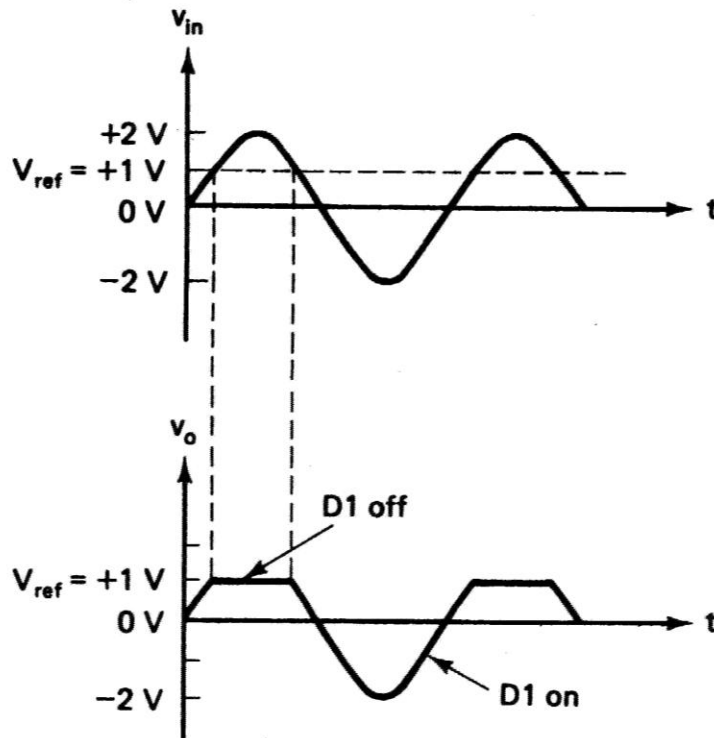 v_in
+2 V
V_ref = +1 V
0 V
t
−2 V
v_o
D1 off
V_ref = +1 V
0 V
t
D1 on
−2 V